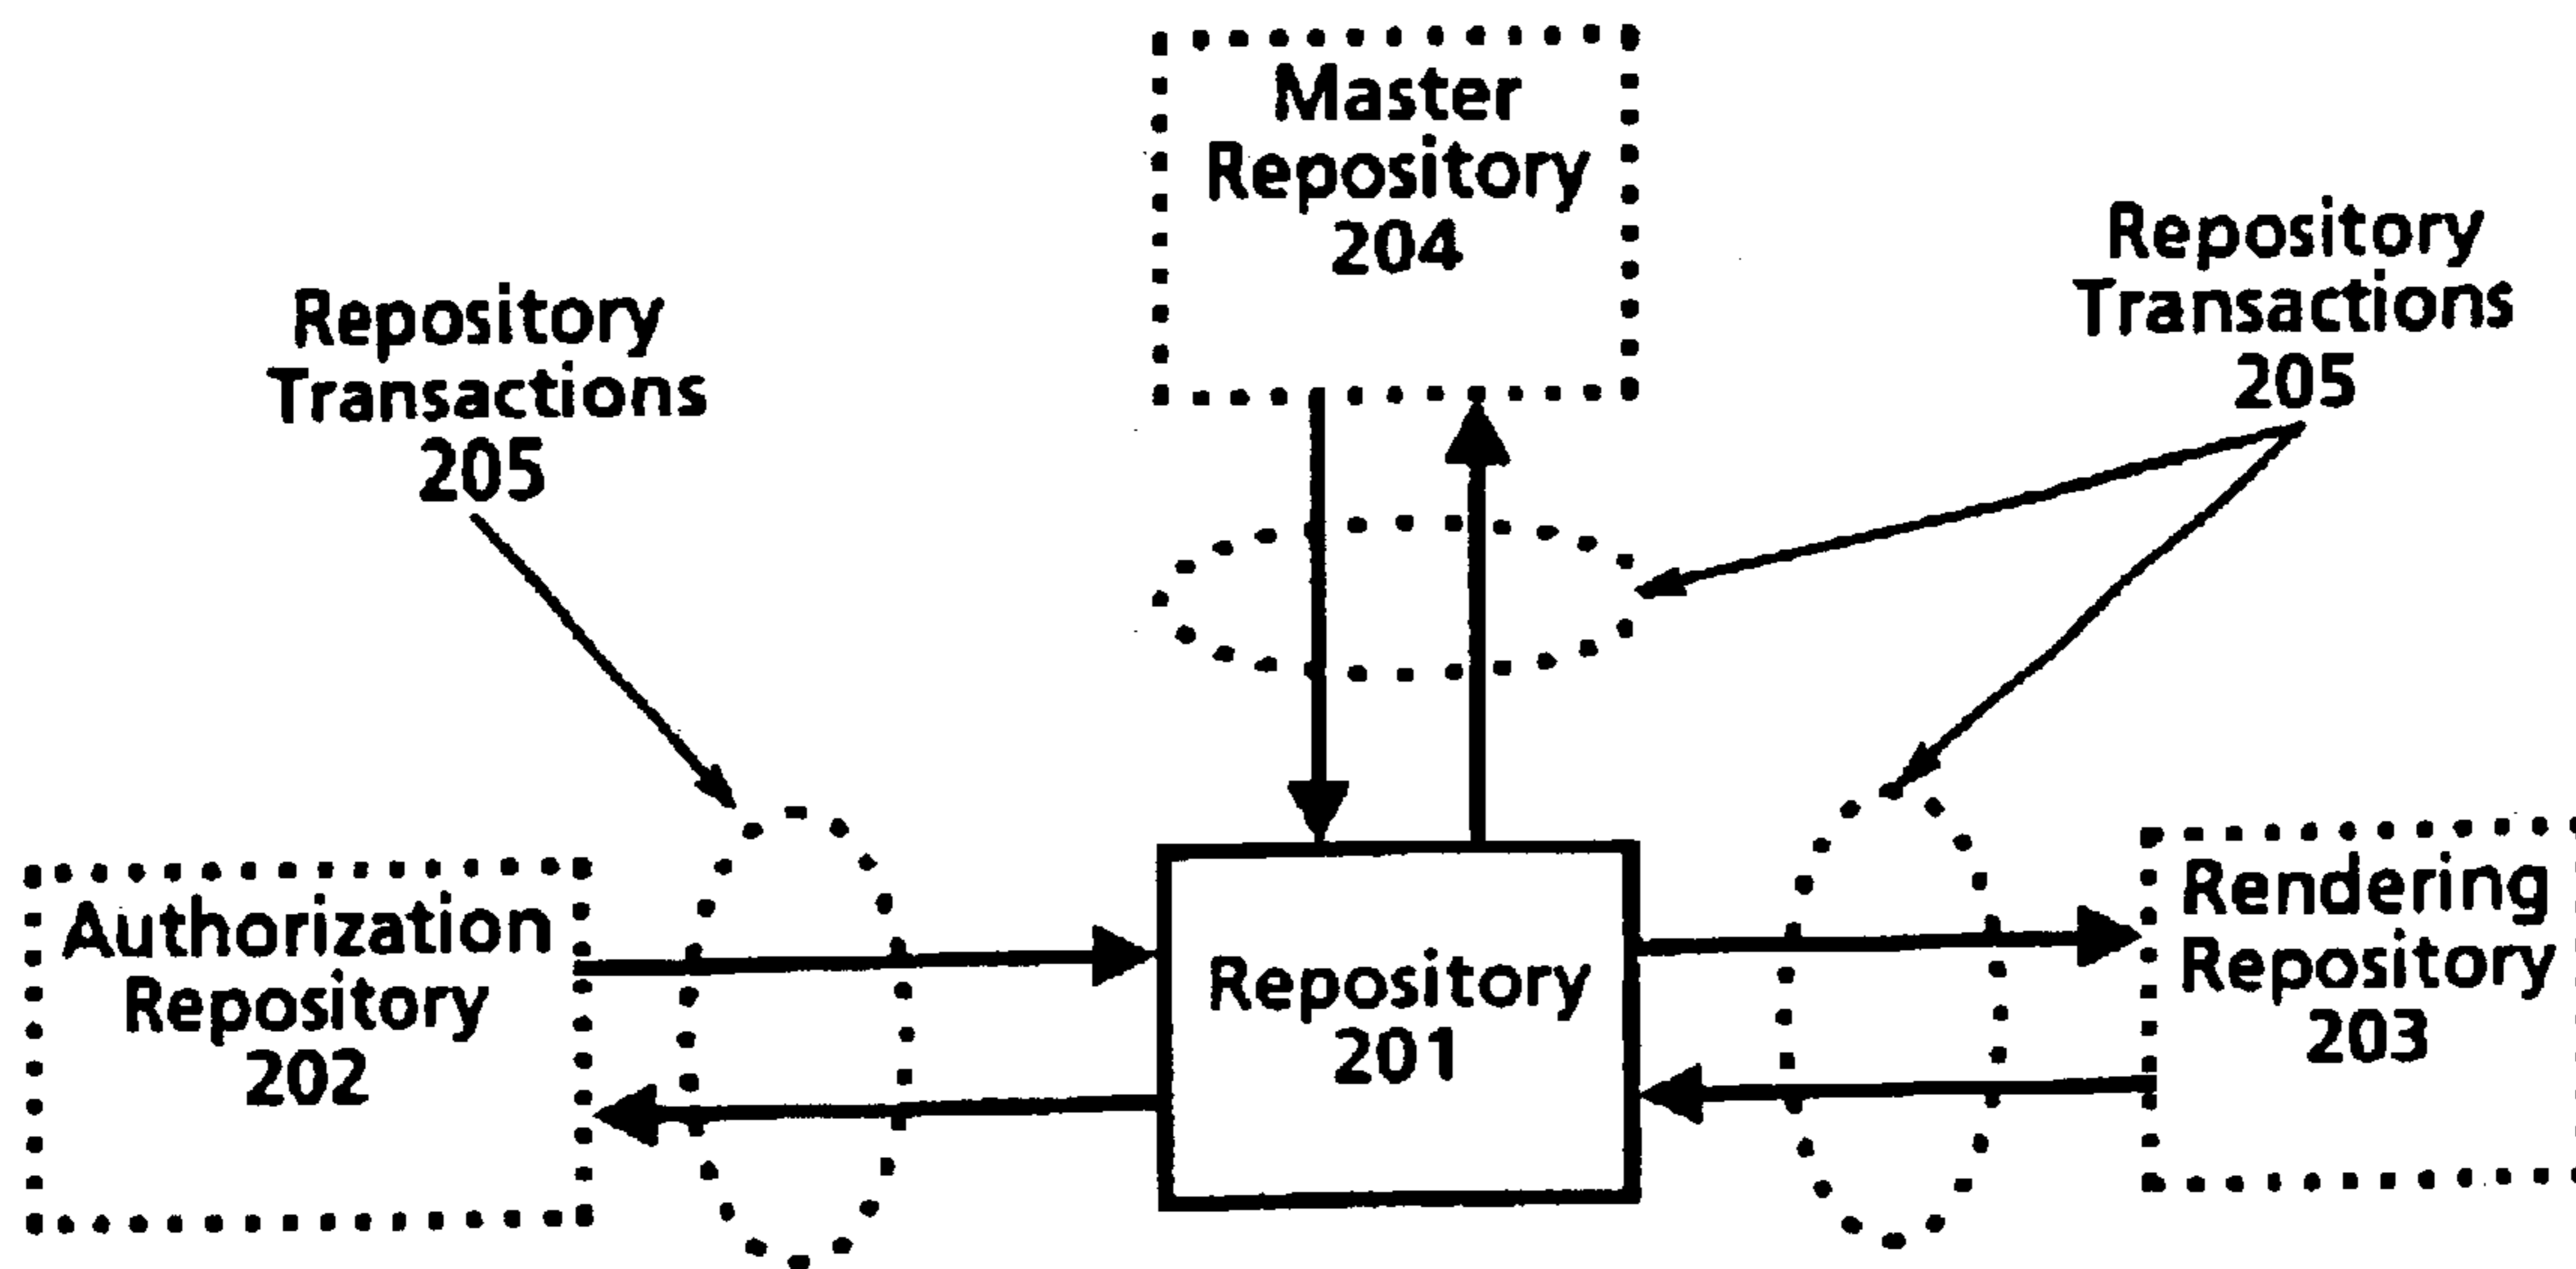 Master
Repository
204
Repository
Transactions
205
Repository
Transactions
205
Authorization
Repository
202
Repository
201
Rendering
Repository
203